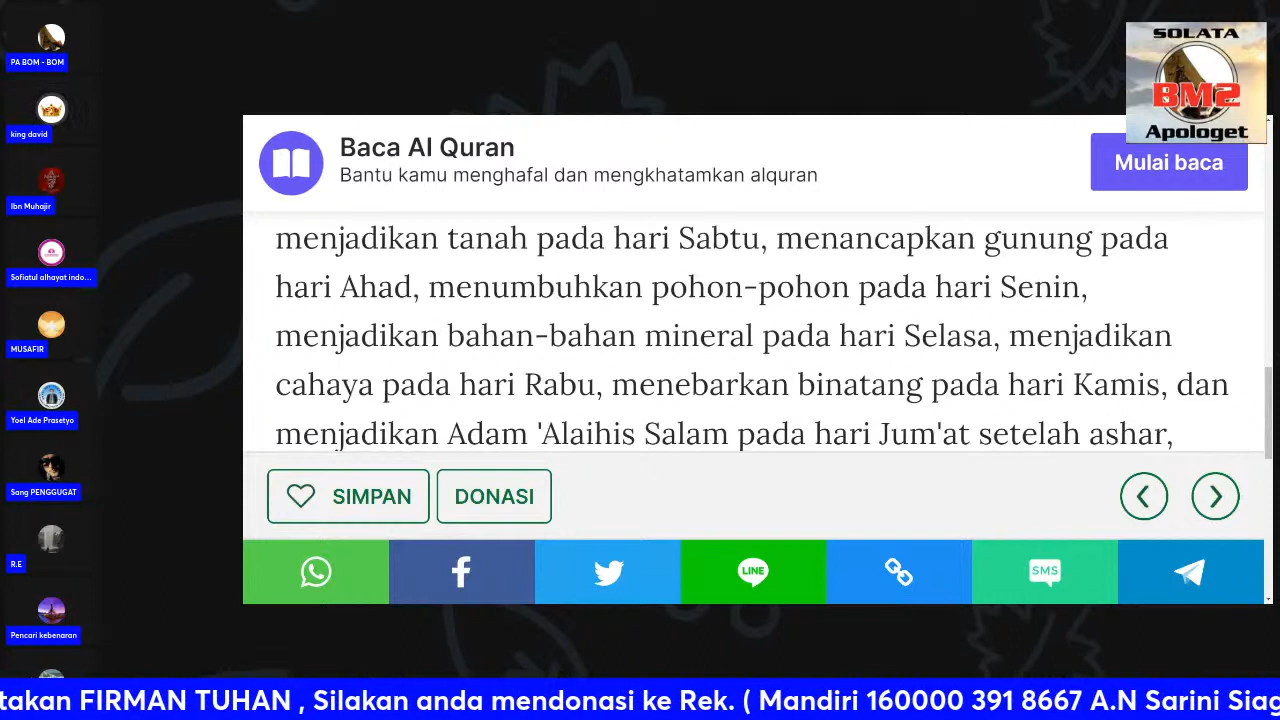 PA BOM - BOM
king david
Ibn Muhajir
Sofiatul alhayat indo...
MUSAFIR
Yoel Ade Prasetyo
Sang PENGGUGAT
R.E
Pencari kebenaran
SOLATA
BM2
Apologet
Baca Al Quran
Bantu kamu menghafal dan mengkhatamkan alquran
Mulai baca
menjadikan tanah pada hari Sabtu, menancapkan gunung pada
hari Ahad, menumbuhkan pohon-pohon pada hari Senin,
menjadikan bahan-bahan mineral pada hari Selasa, menjadikan
cahaya pada hari Rabu, menebarkan binatang pada hari Kamis, dan
menjadikan Adam 'Alaihis Salam pada hari Jum'at setelah ashar,
SIMPAN
DONASI
LINE
SMS
takan FIRMAN TUHAN , Silakan anda mendonasi ke Rek. ( Mandiri 160000 391 8667 A.N Sarini Siag